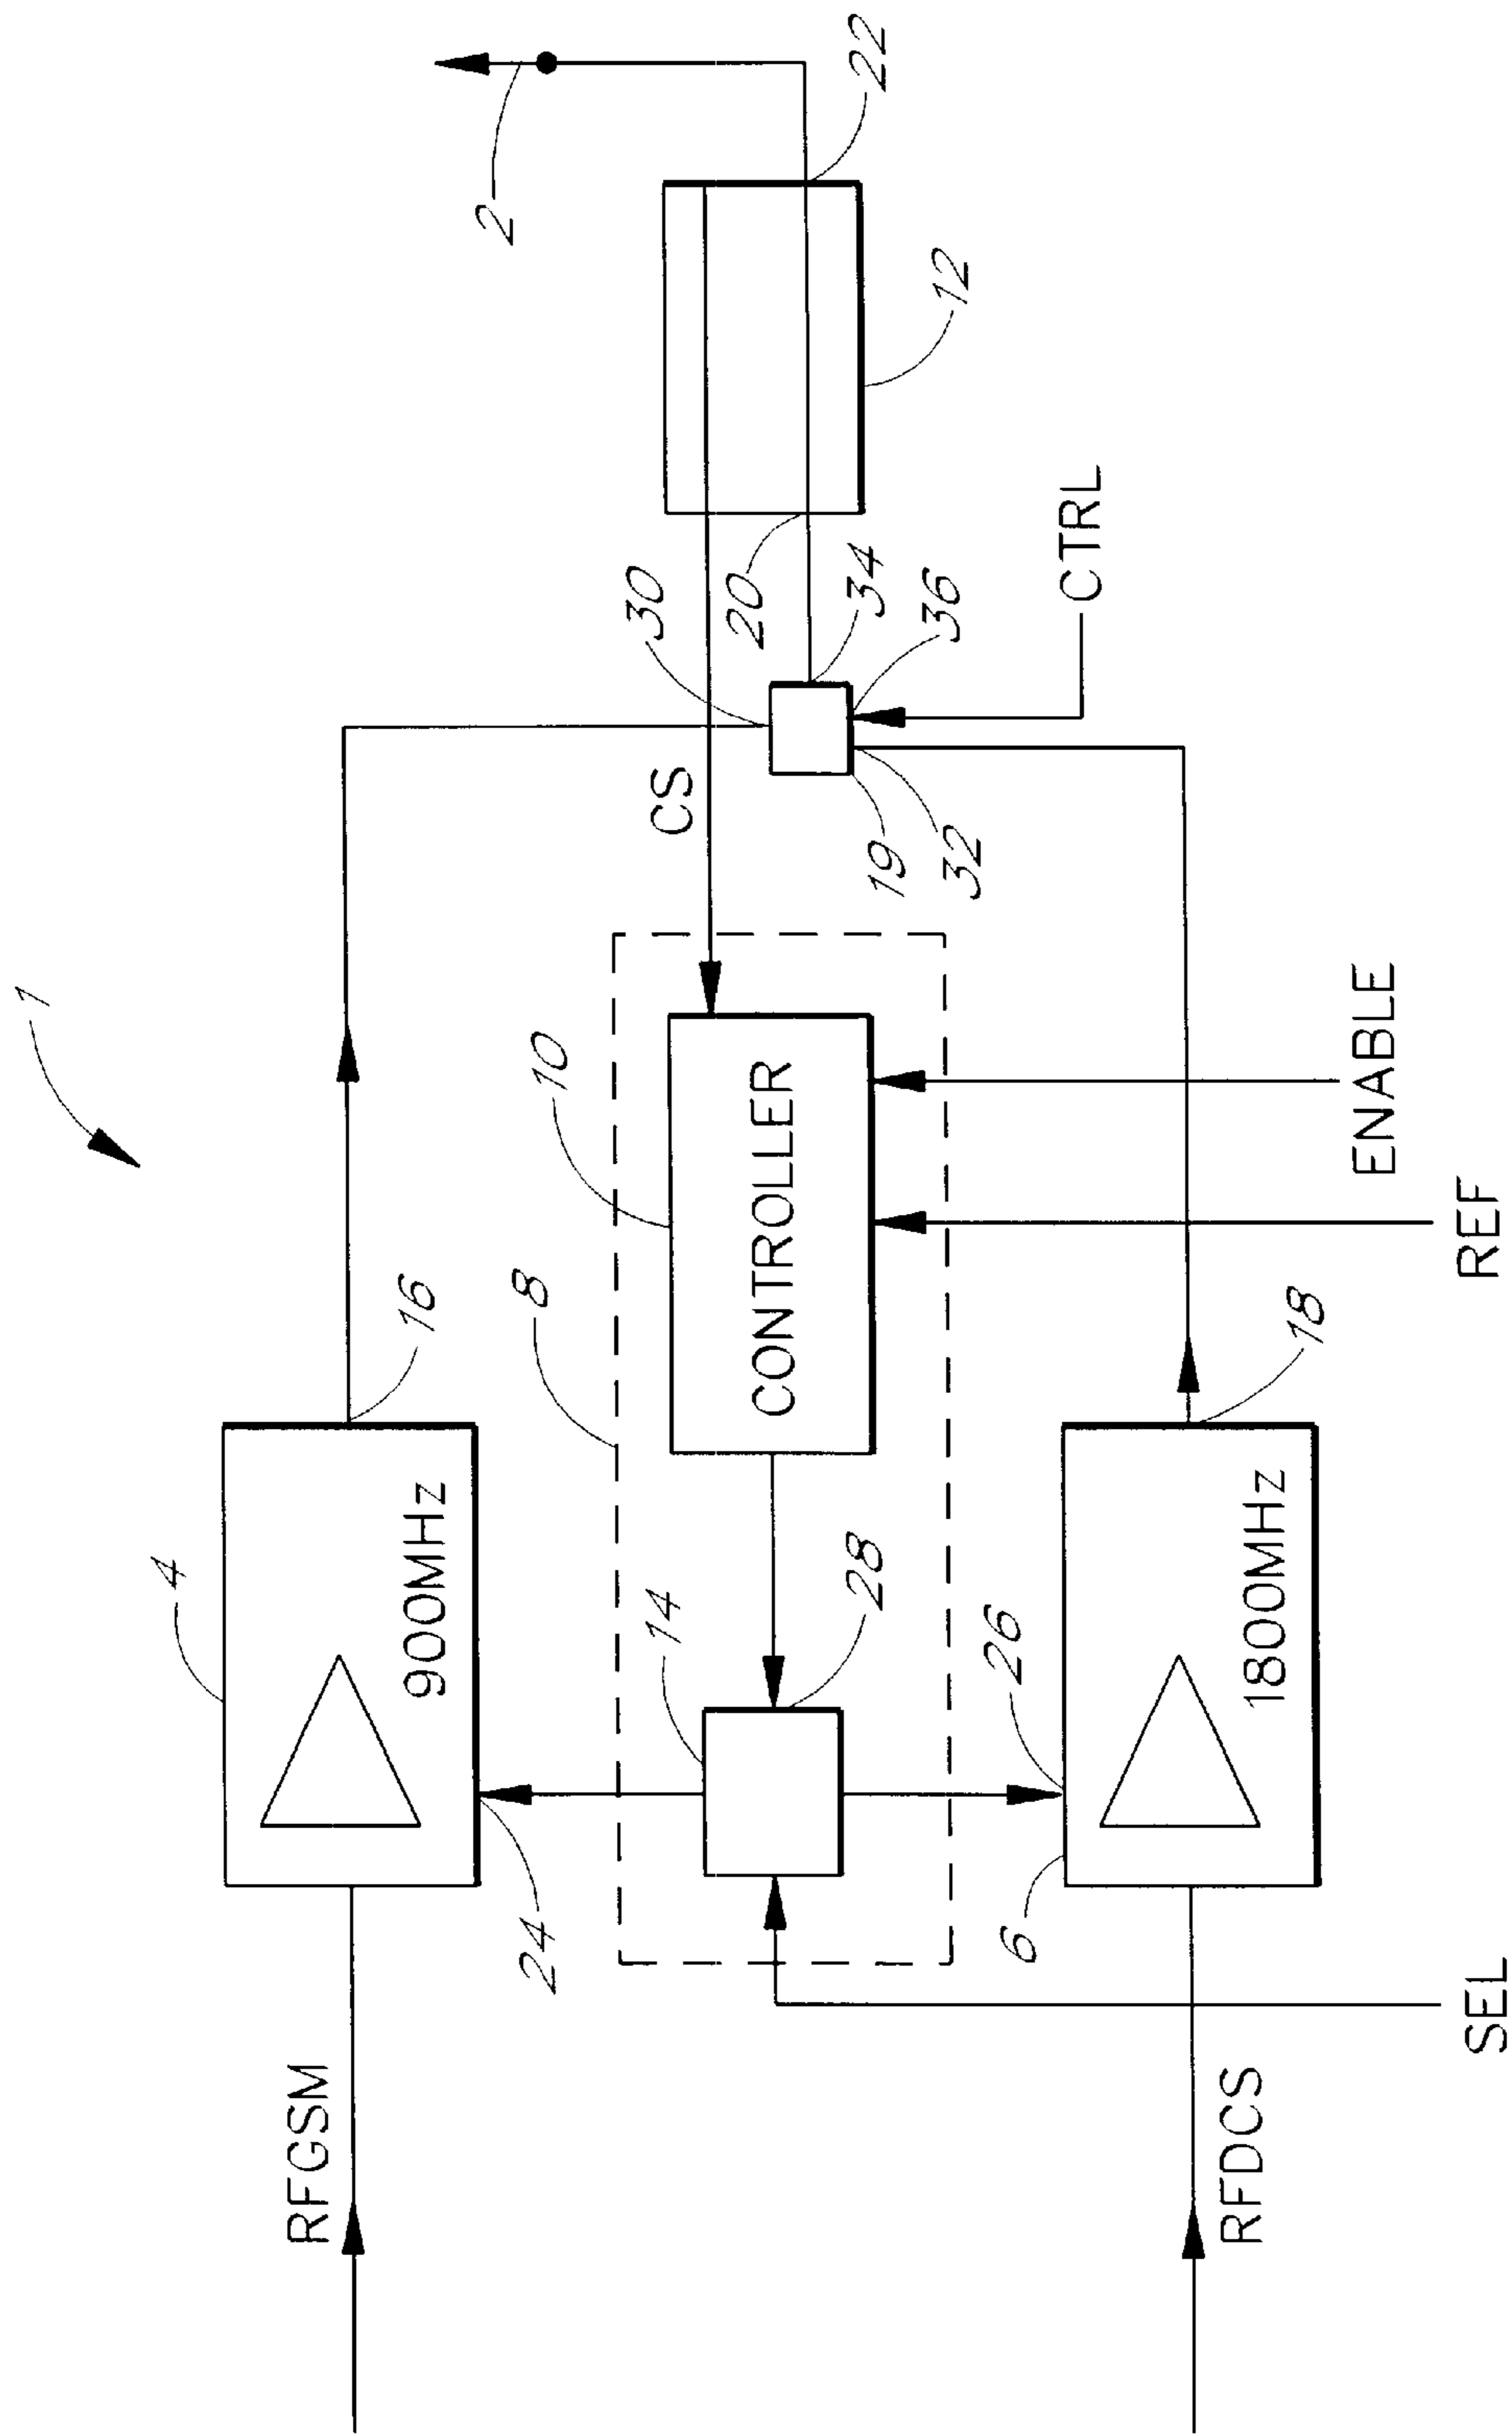 1
2
4
900MHz
16
RFGSM
24
8
10
CONTROLLER
14
28
CS
30
20
22
12
34
36
19
32
CTRL
26
6
1800MHz
18
RFDCS
SEL
REF
ENABLE